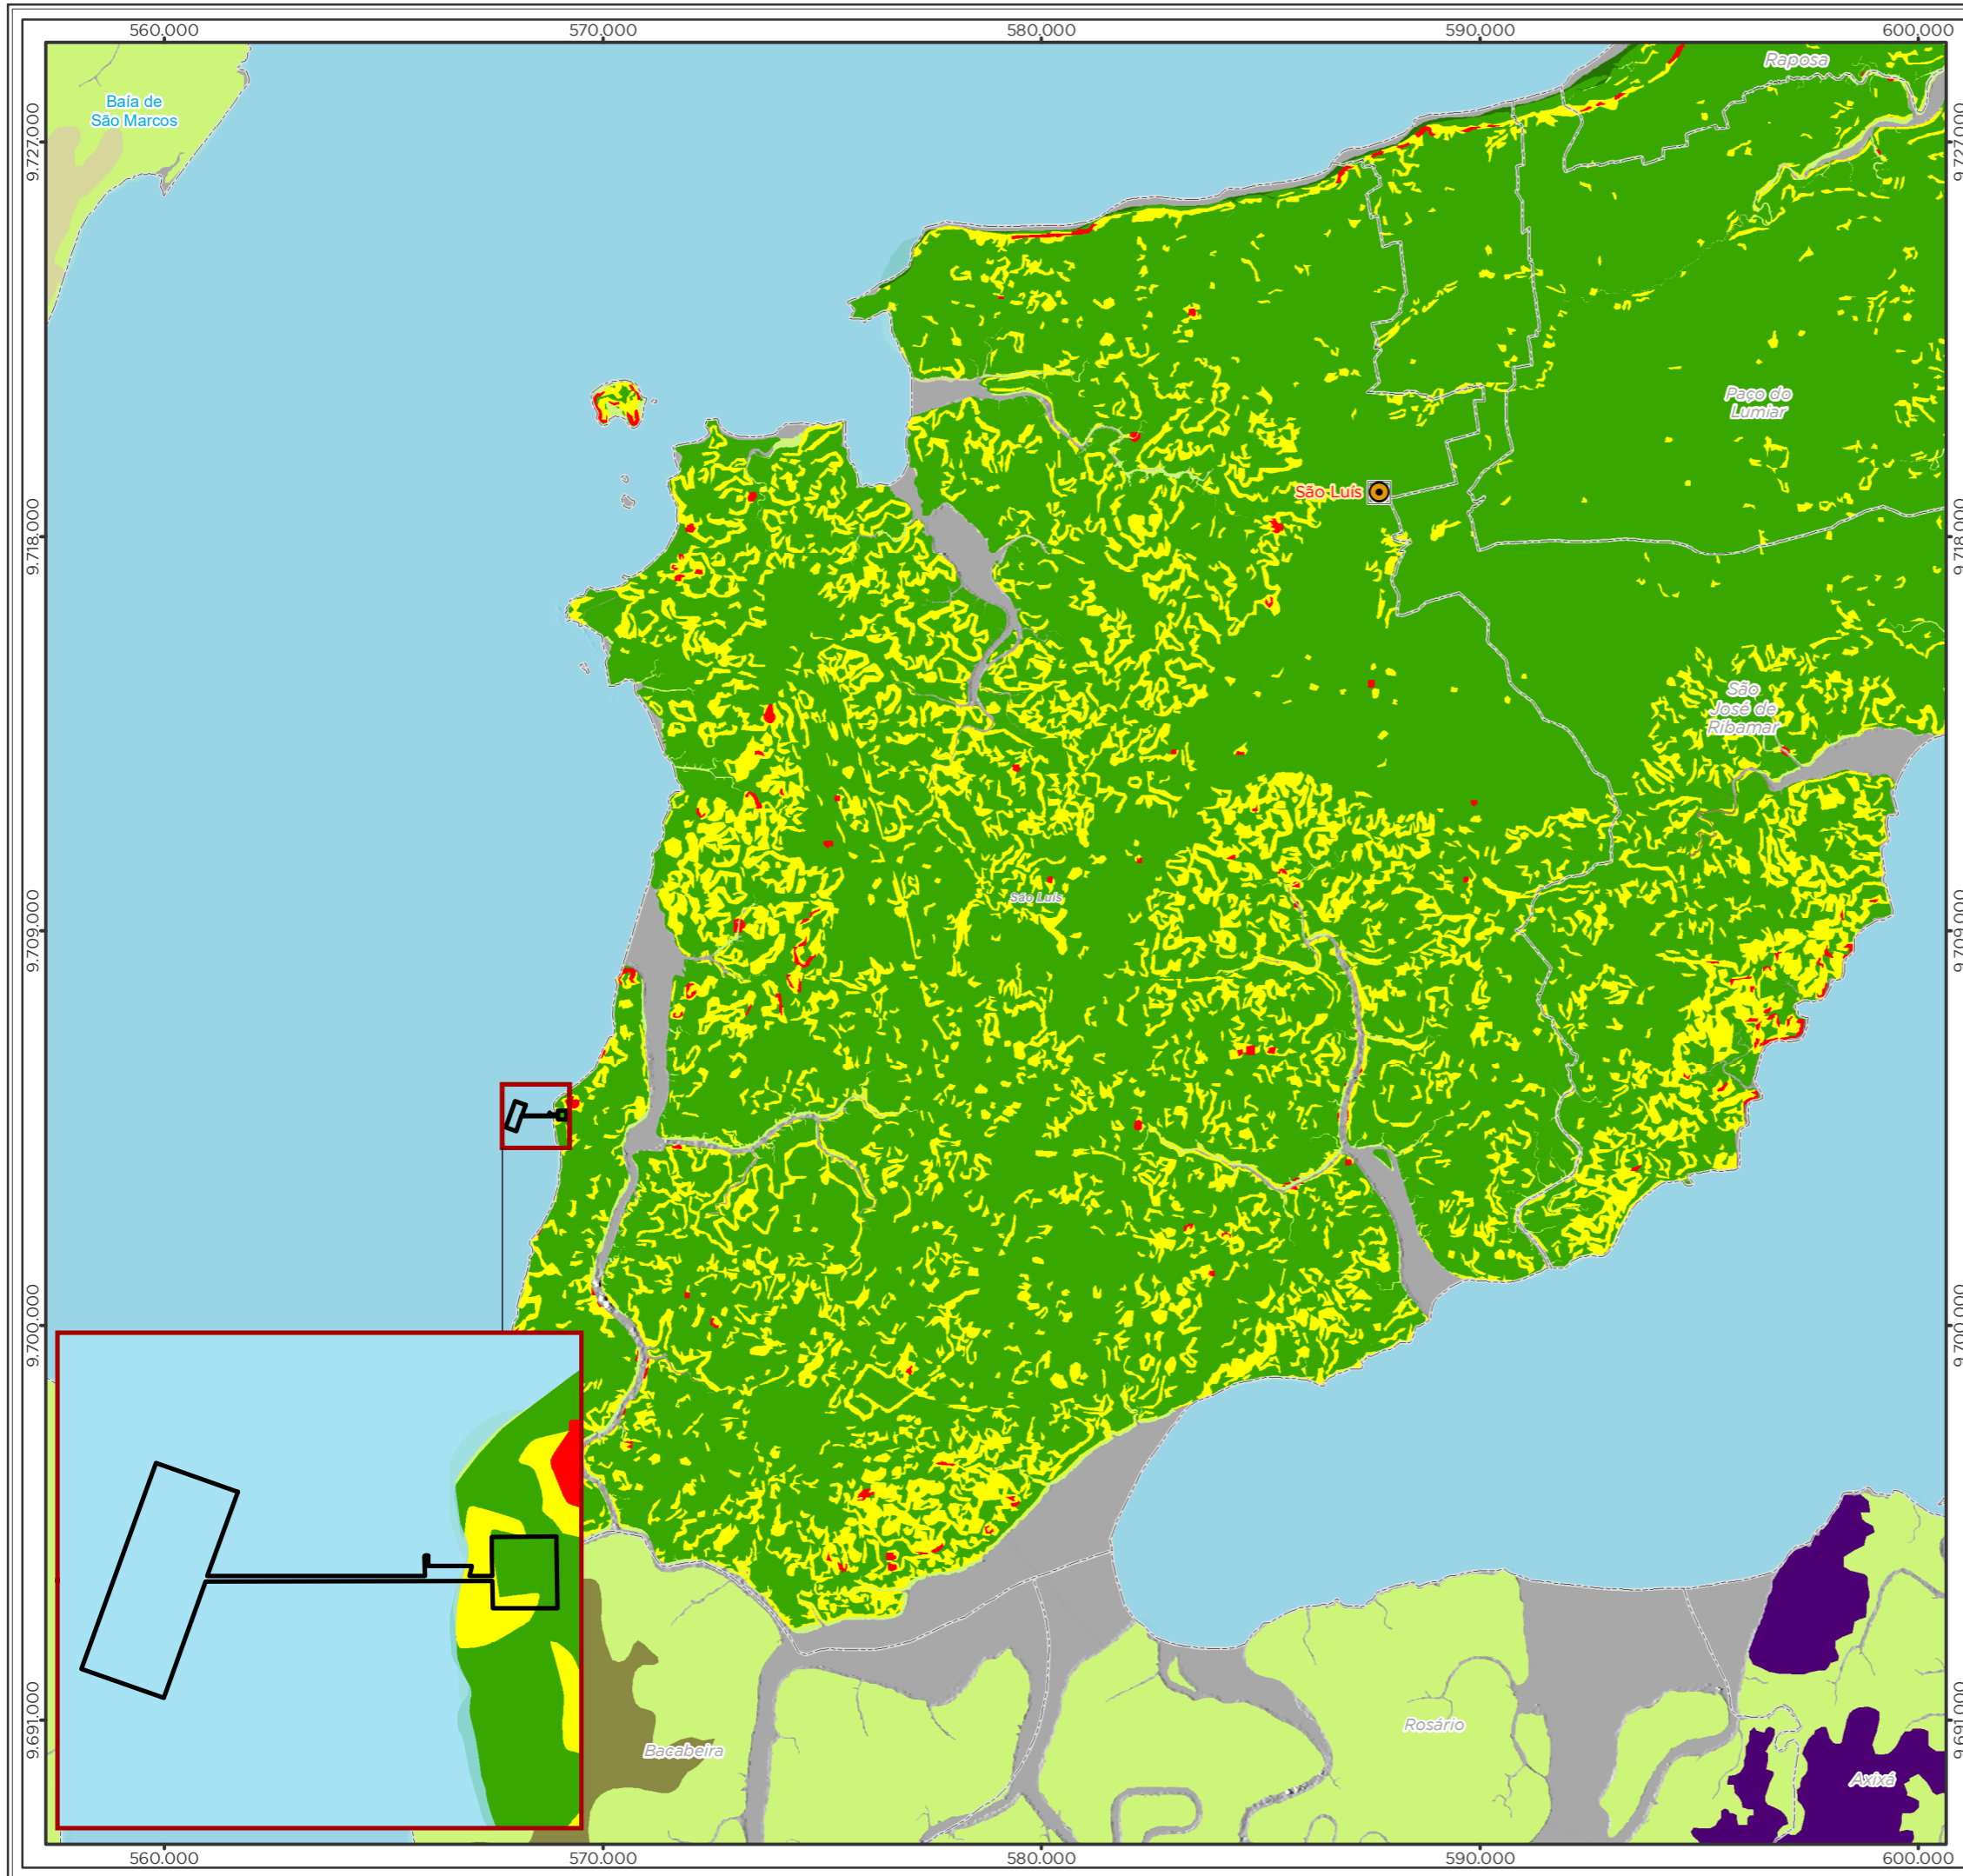 560.000
570.000
580.000
590.000
600.000
Raposa
Baía de
São Marcos
9.727.000
9.727.000
Paço do
Lumiar
São Luís
9.718.000
9.718.000
São
José de
Ribamar
São Luís
9.709.000
9.709.000
9.700.000
9.700.000
9.691.000
9.691.000
Rosário
Bacabeira
Axixá
560.000
570.000
580.000
590.000
600.000